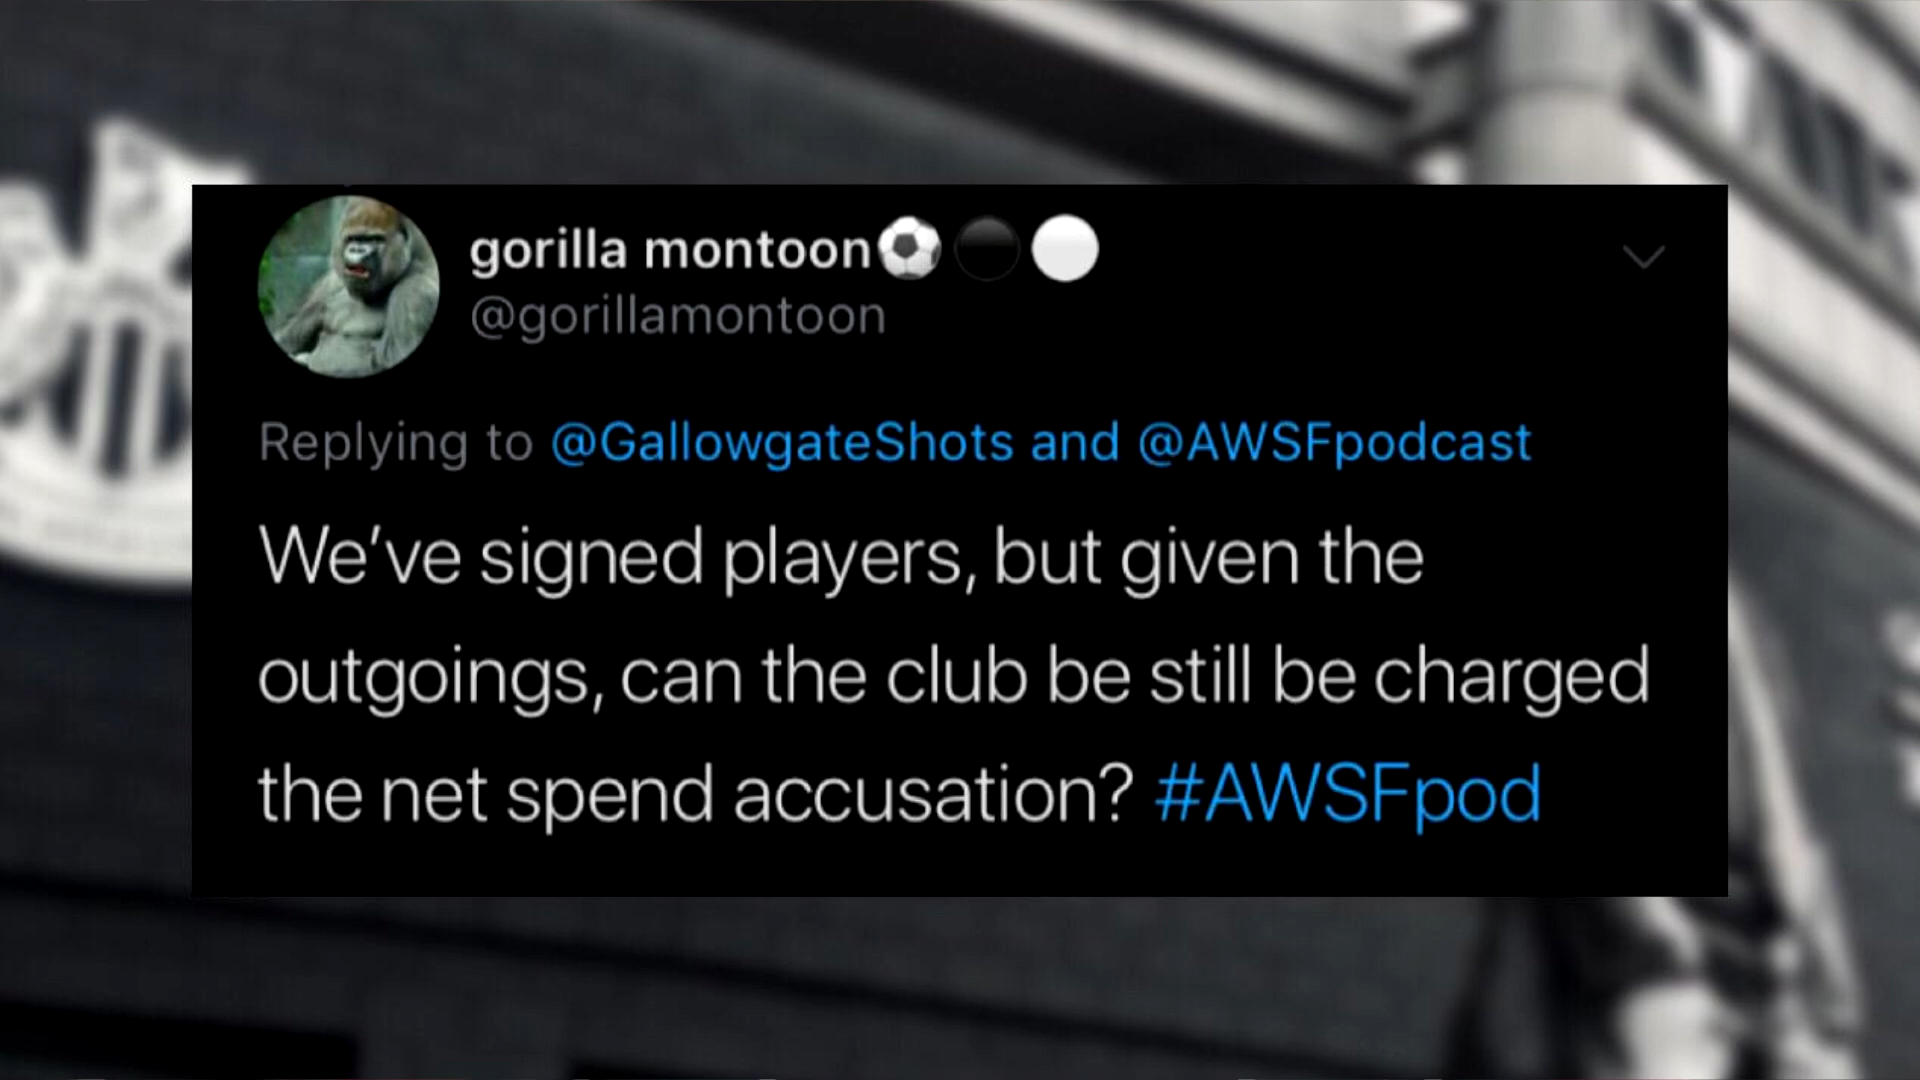 gorilla montoon⚽⚫⚪
@gorillamontoon
Replying to @GallowgateShots and @AWSFpodcast
We've signed players, but given the
outgoings, can the club be still be charged
the net spend accusation? #AWSFpod